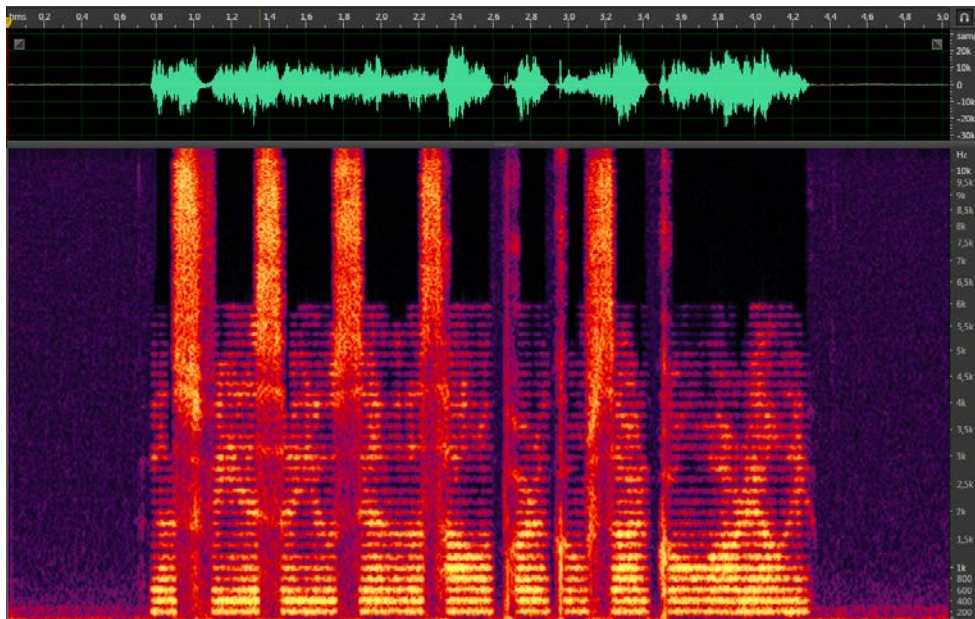 hms 0,2 0,4 0,6 0,8 1,0 1,2 1,4 1,6 1,8 2,0 2,2 2,4 2,6 2,8 3,0 3,2 3,4 3,6 3,8 4,0 4,2 4,4 4,6 4,8 5,0
samp
20k
10k
0
-10k
-20k
-30k
Hz
10k
9,5k
9k
8,5k
8k
7,5k
7k
6,5k
6k
5,5k
5k
4,5k
4k
3,5k
3k
2,5k
2k
1,5k
1k
800
600
400
200